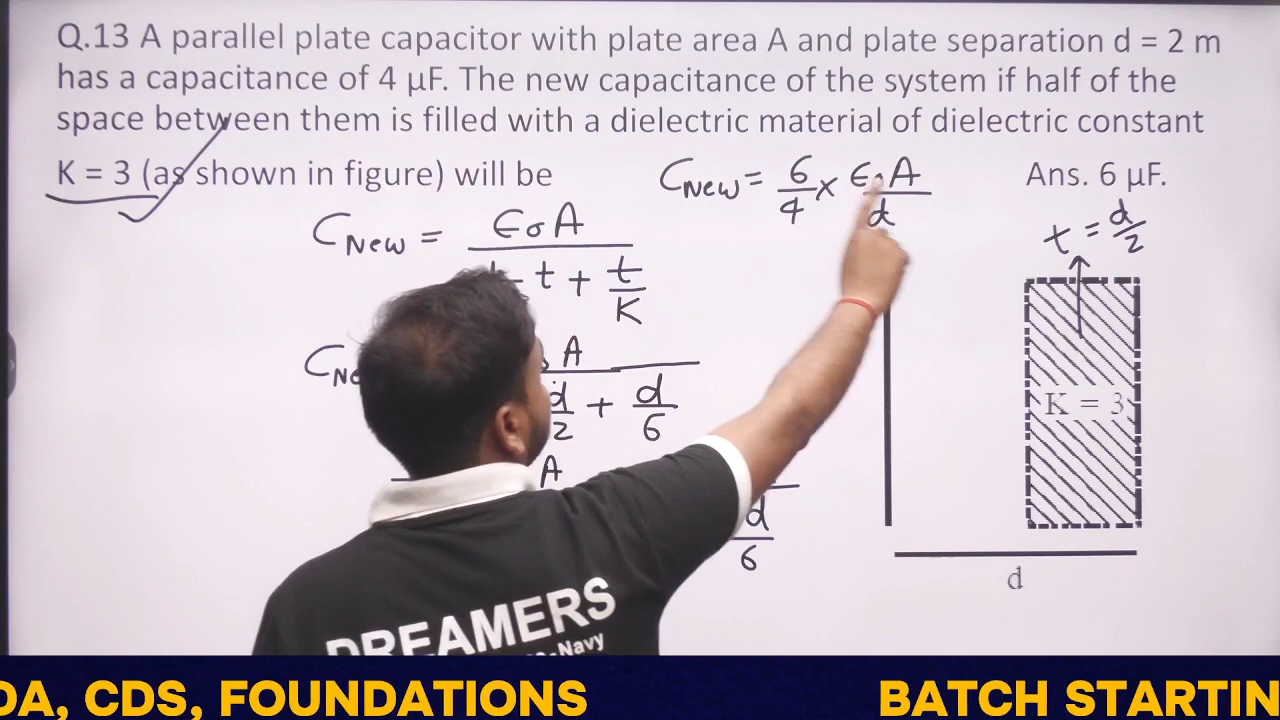 Q.13 A parallel plate capacitor with plate area A and plate separation d = 2 m
has a capacitance of 4 μF. The new capacitance of the system if half of the
space between them is filled with a dielectric material of dielectric constant
K = 3 (as shown in figure) will be
Ans. 6 μF.
C New = 6/4 × ε₀A/d
t = d/2
C New = ε₀A
t + t/K
A
d/2 + d/6
A
d/6
K = 3
d
DREAMERS
Navy
DA, CDS, FOUNDATIONS
BATCH STARTIN